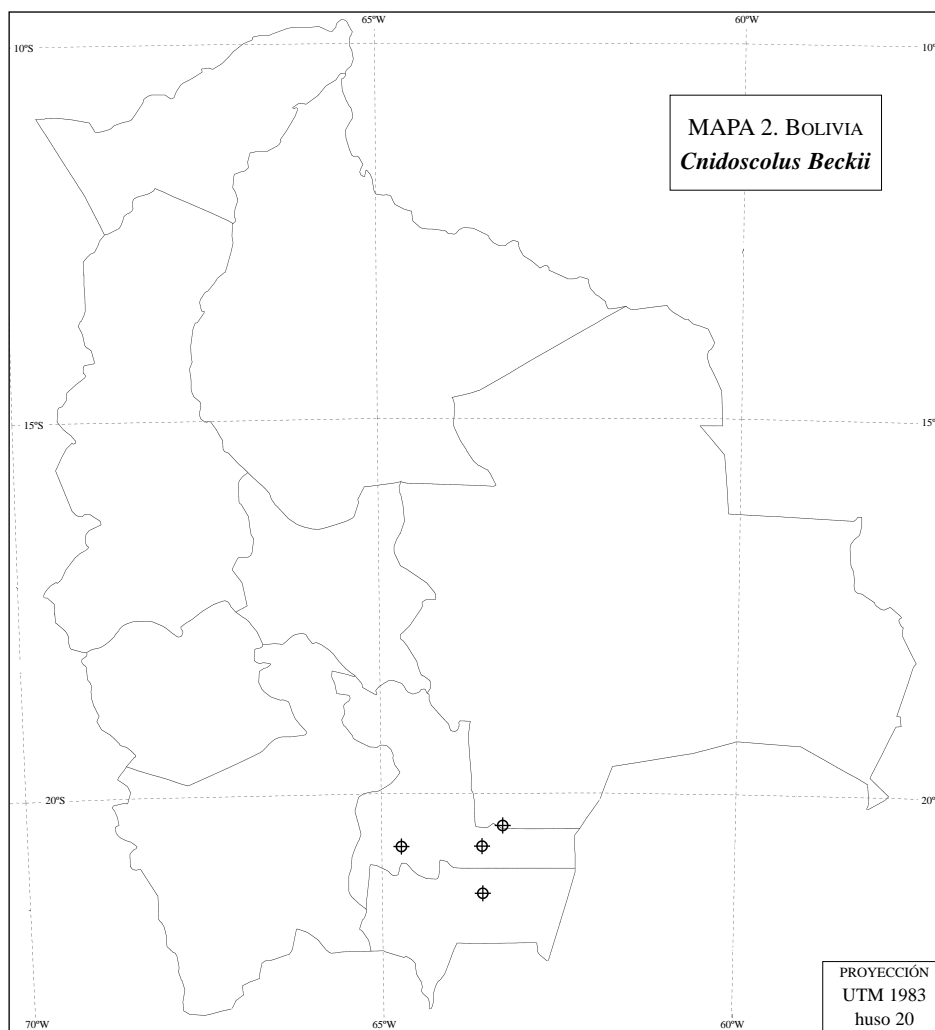 65ºW
60ºW
10ºS
10º
MAPA 2. BOLIVIA
Cnidoscolus Beckii
15ºS
15º
20ºS
20º
PROYECCIÓN
UTM 1983
huso 20
70ºW
65ºW
60ºW